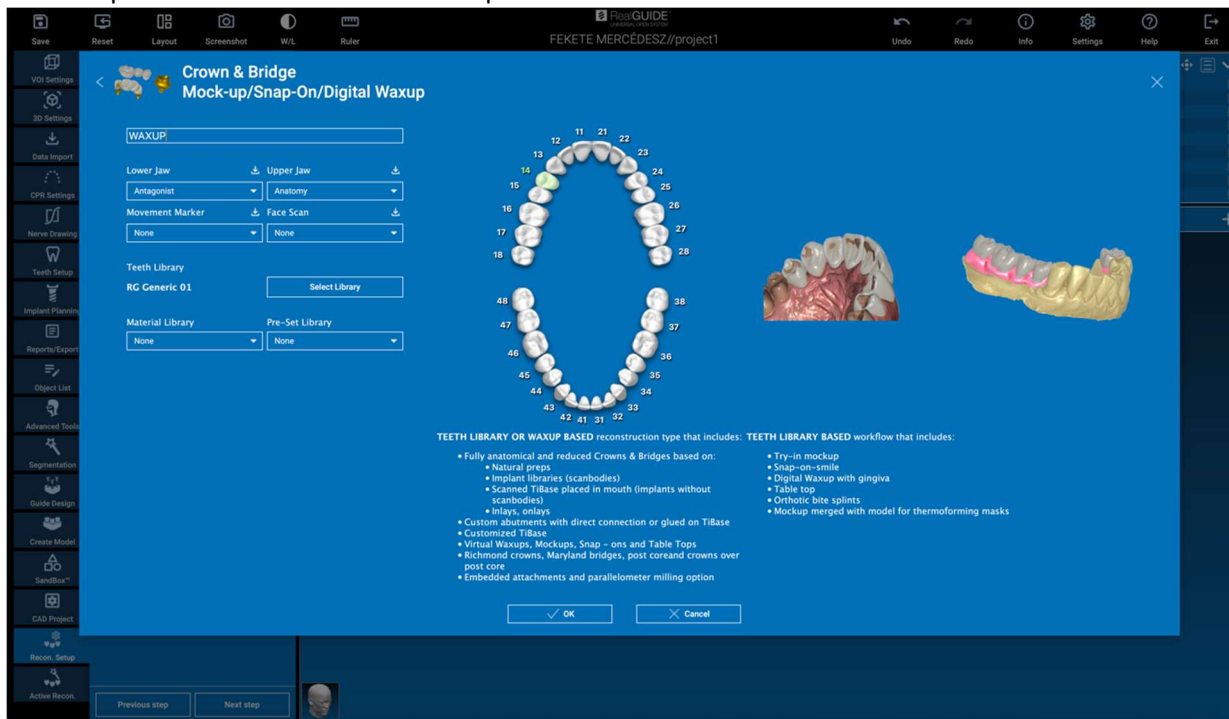 RealGUIDE
UNIVERSAL OPEN SYSTEM
Save
Reset
Layout
Screenshot
W/L
Ruler
FEKETE MERCÉDESZ//project1
Undo
Redo
Info
Settings
Help
Exit
VOI Settings
3D Settings
Data Import
CPR Settings
Nerve Drawing
Teeth Setup
Implant Planning
Reports/Export
Object List
Advanced Tools
Segmentation
Guide Design
Create Model
SandBox™
CAD Project
Recon. Setup
Active Recon.
Crown & Bridge
Mock-up/Snap-On/Digital Waxup
WAXUP
Lower Jaw
Upper Jaw
Antagonist
Anatomy
Movement Marker
Face Scan
None
None
Teeth Library
RG Generic 01
Select Library
Material Library
Pre-Set Library
None
None
11 21
12 22
13 23
14 24
15 25
16 26
17 27
18 28
48 38
47 37
46 36
45 35
44 34
43 33
42 41 31 32
TEETH LIBRARY OR WAXUP BASED reconstruction type that includes:
• Fully anatomical and reduced Crowns & Bridges based on:
• Natural preps
• Implant libraries (scanbodies)
• Scanned TiBase placed in mouth (implants without
scanbodies)
• Inlays, onlays
• Custom abutments with direct connection or glued on TiBase
• Customized TiBase
• Virtual Waxups, Mockups, Snap - ons and Table Tops
• Richmond crowns, Maryland bridges, post coreand crowns over
post core
• Embedded attachments and parallelometer milling option
TEETH LIBRARY BASED workflow that includes:
• Try-in mockup
• Snap-on-smile
• Digital Waxup with gingiva
• Table top
• Orthotic bite splints
• Mockup merged with model for thermoforming masks
OK
Cancel
Previous step
Next step